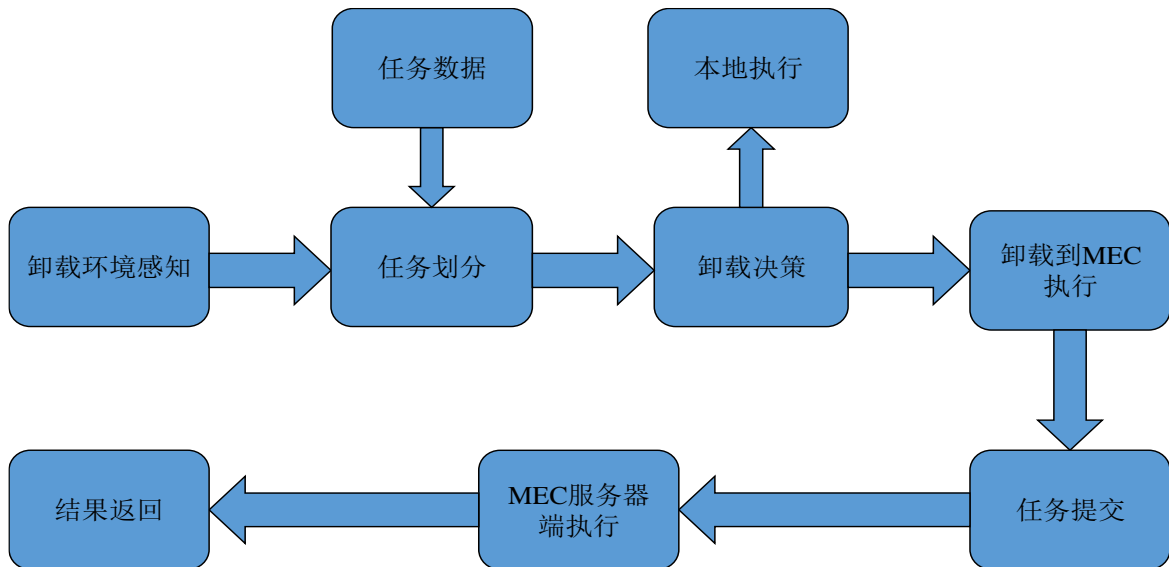 任务数据
本地执行
卸载环境感知
任务划分
卸载决策
卸载到MEC
执行
结果返回
MEC服务器
端执行
任务提交